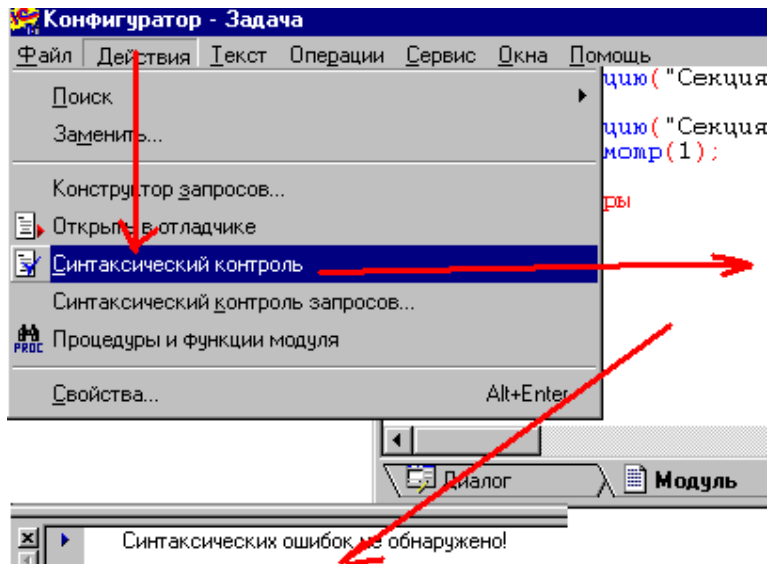 Конфигуратор - Задача
Файл Действия Текст Операции Сервис Окна Помощь
Поиск
цию("Секция
Заменить...
цию("Секция
мотр(1);
Конструктор запросов...
ры
Открыть в отладчике
Синтаксический контроль
Синтаксический контроль запросов...
PROC Процедуры и функции модуля
Свойства... Alt+Enter
Диалог Модуль
Синтаксических ошибок не обнаружено!